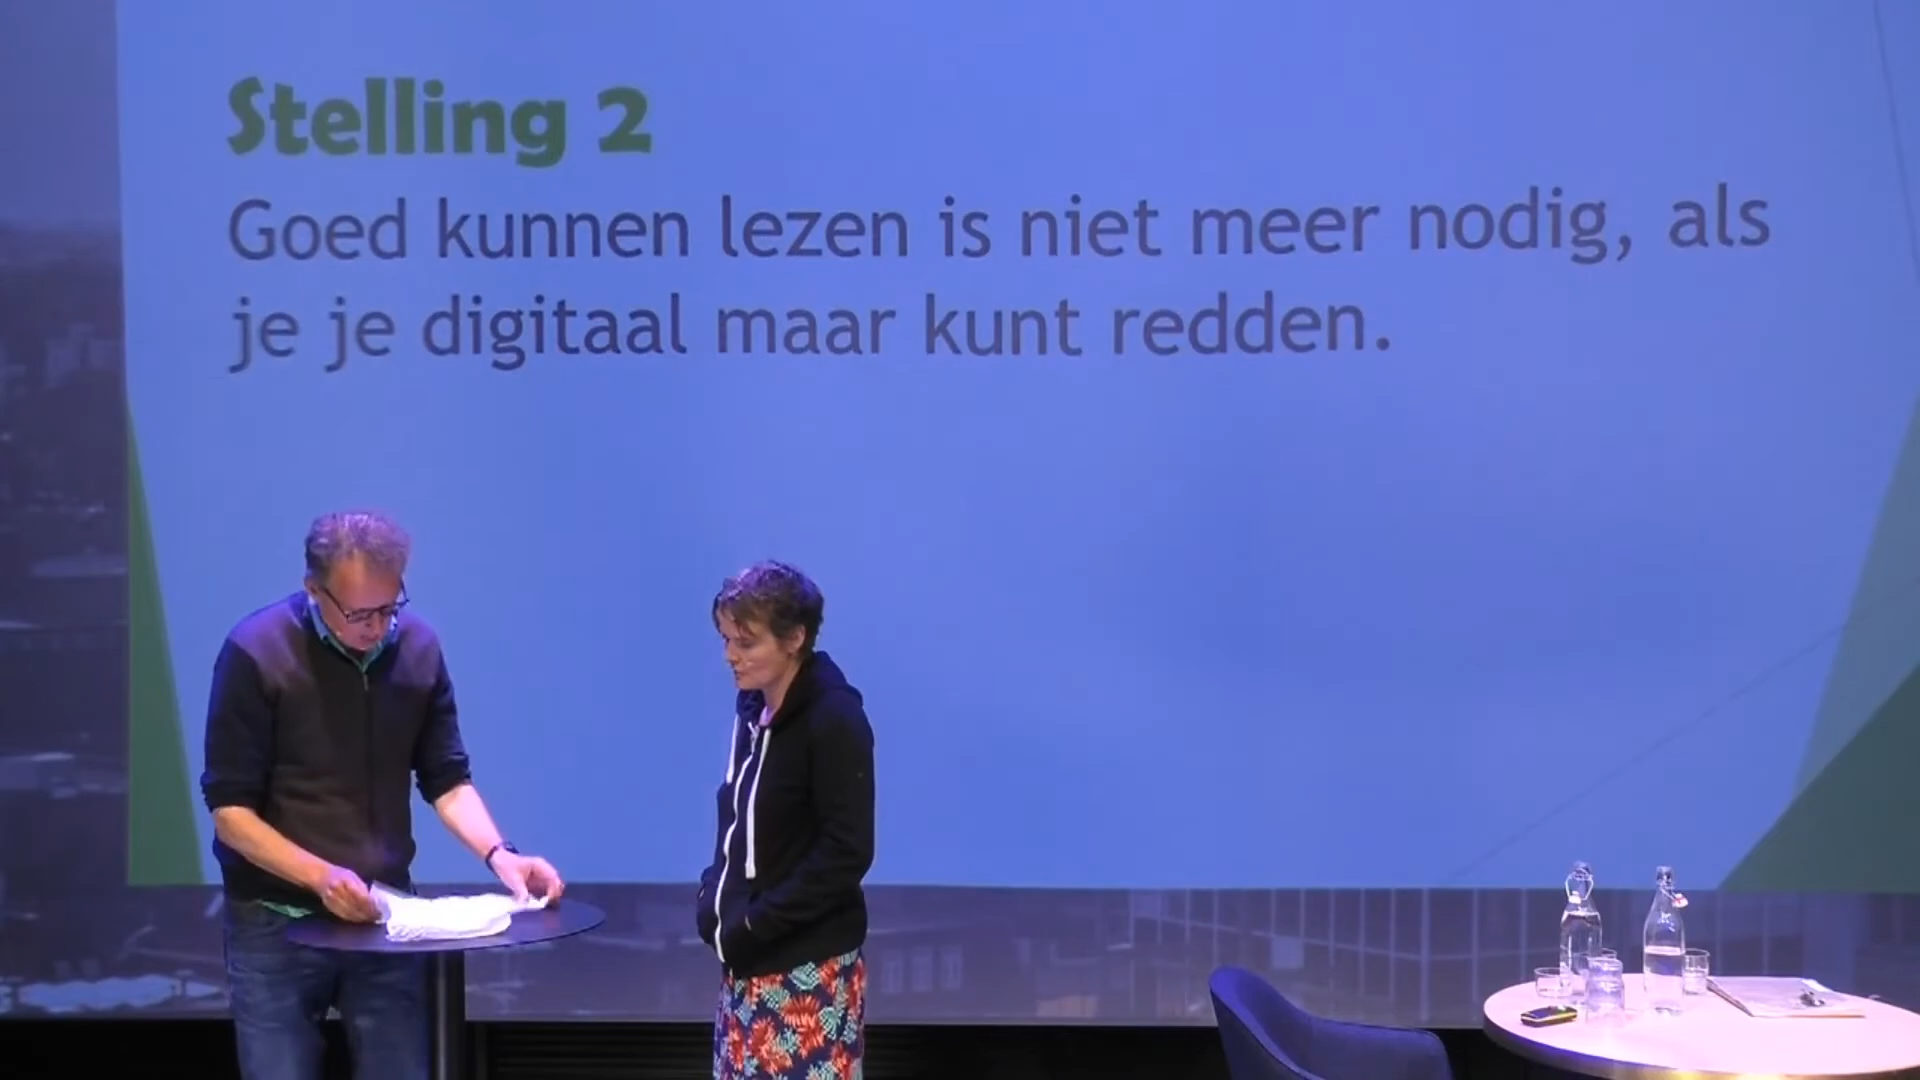 Stelling 2
Goed kunnen lezen is niet meer nodig, als
je je digitaal maar kunt redden.